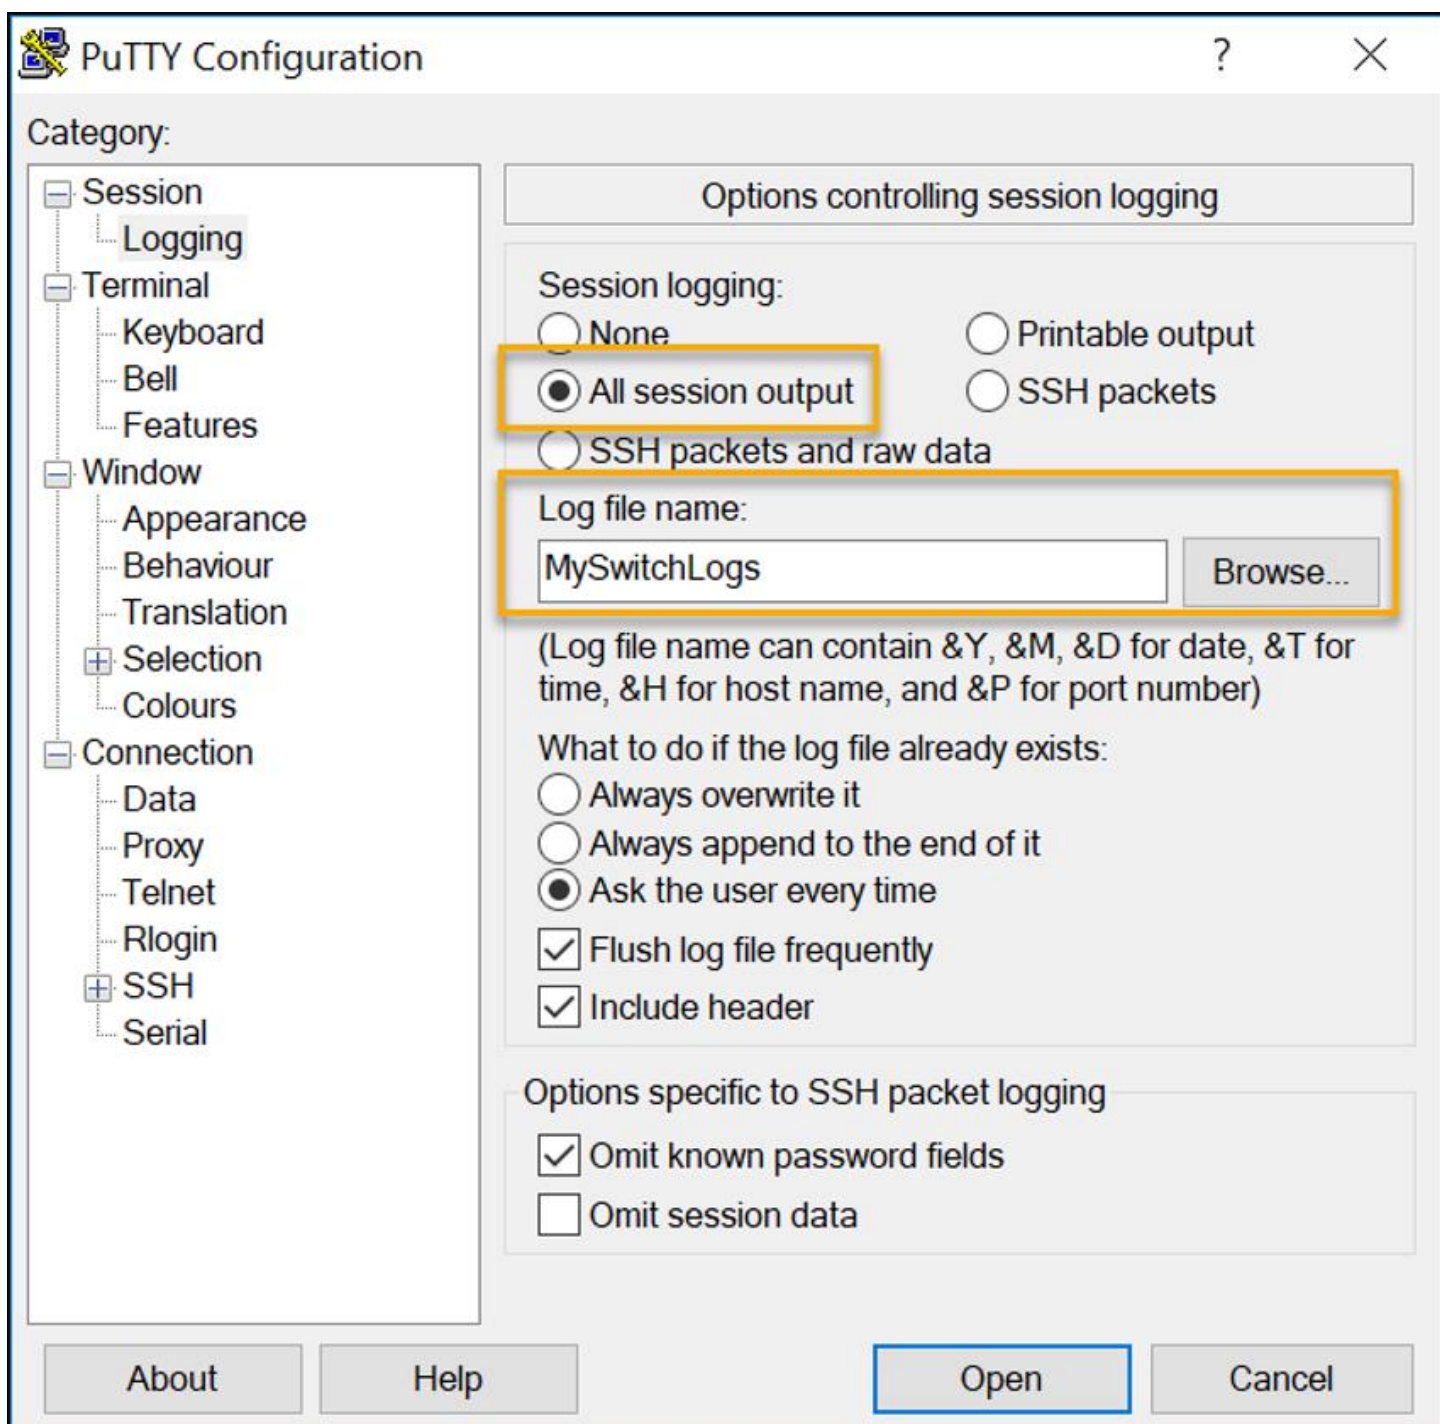 PuTTY Configuration
?
Category:
Session
Logging
Terminal
Keyboard
Bell
Features
Window
Appearance
Behaviour
Translation
Selection
Colours
Connection
Data
Proxy
Telnet
Rlogin
SSH
Serial
Options controlling session logging
Session logging:
None
Printable output
All session output
SSH packets
SSH packets and raw data
Log file name:
MySwitchLogs
Browse...
(Log file name can contain &Y, &M, &D for date, &T for
time, &H for host name, and &P for port number)
What to do if the log file already exists:
Always overwrite it
Always append to the end of it
Ask the user every time
Flush log file frequently
Include header
Options specific to SSH packet logging
Omit known password fields
Omit session data
About
Help
Open
Cancel